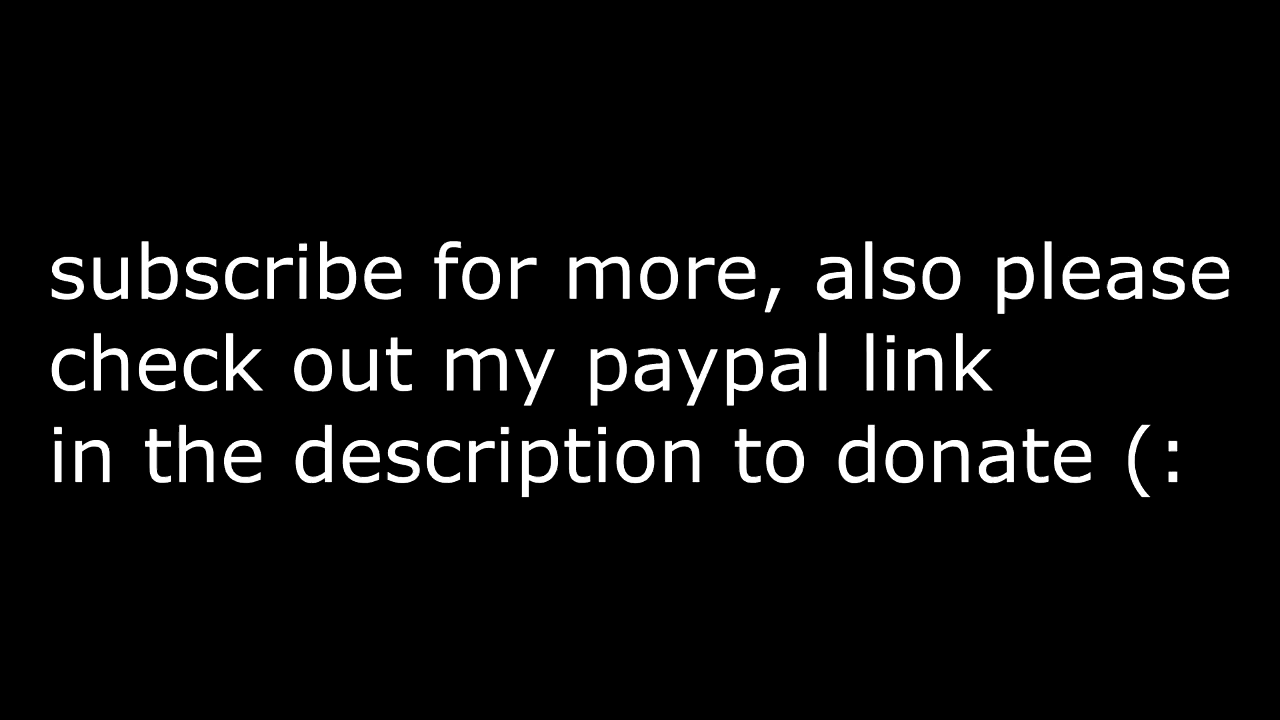 subscribe for more, also please
check out my paypal link
in the description to donate (: